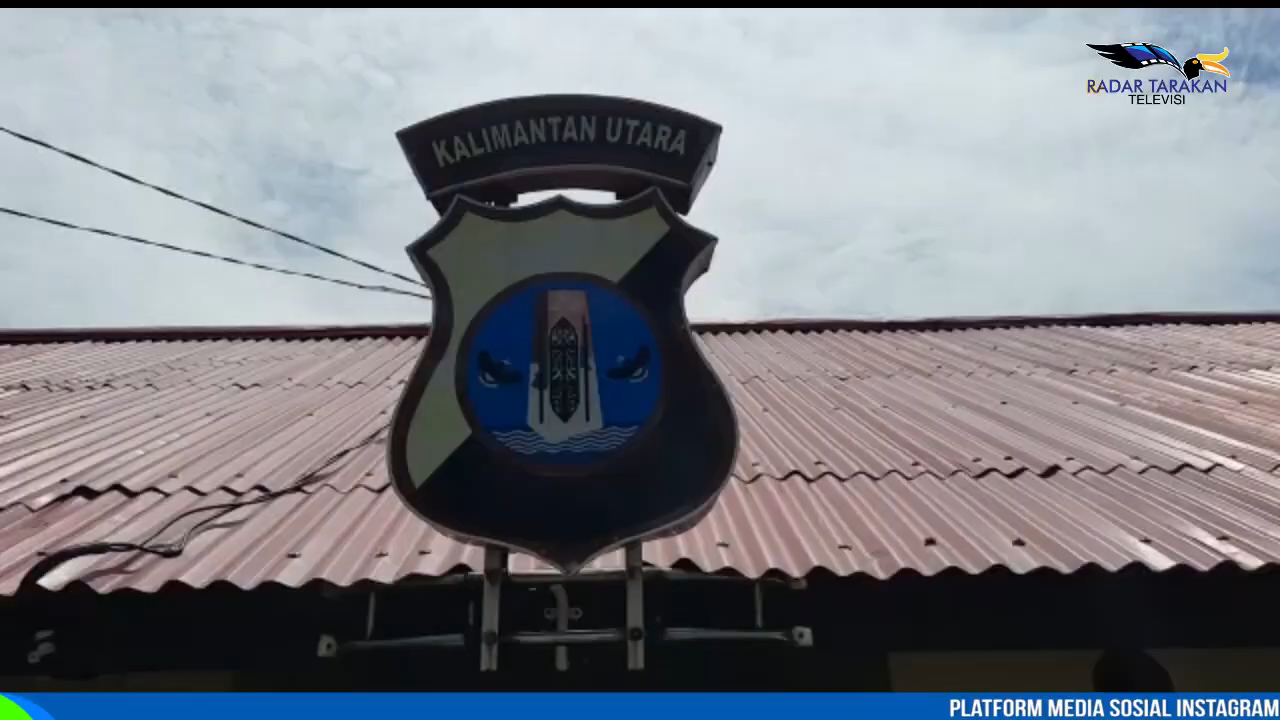 RADAR TARAKAN
TELEVISI
KALIMANTAN UTARA
PLATFORM MEDIA SOSIAL INSTAGRAM